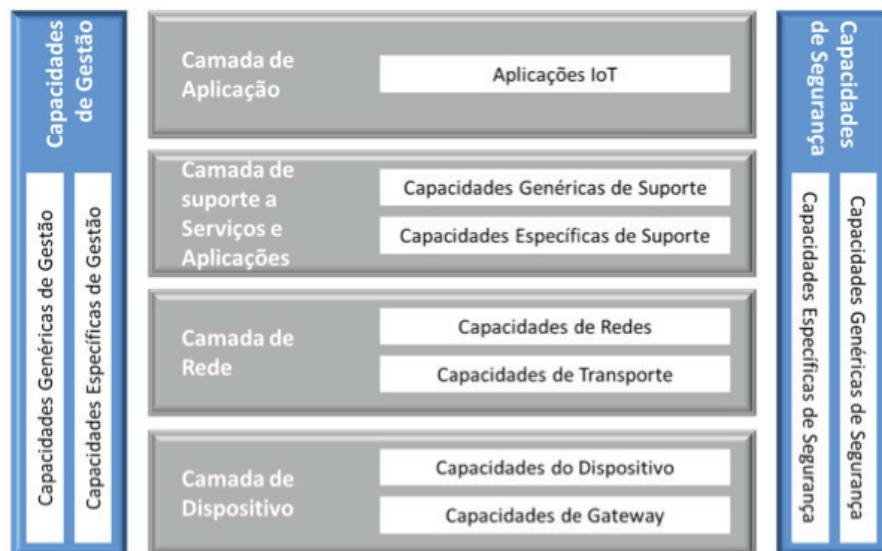 Capacidades
de Gestão
Capacidades Genéricas de Gestão
Capacidades Específicas de Gestão
Camada de
Aplicação
Aplicações IoT
Camada de
suporte a
Serviços e
Aplicações
Capacidades Genéricas de Suporte
Capacidades Específicas de Suporte
Camada de
Rede
Capacidades de Redes
Capacidades de Transporte
Camada de
Dispositivo
Capacidades do Dispositivo
Capacidades de Gateway
Capacidades
de Segurança
Capacidades Específicas de Segurança
Capacidades Genéricas de Segurança